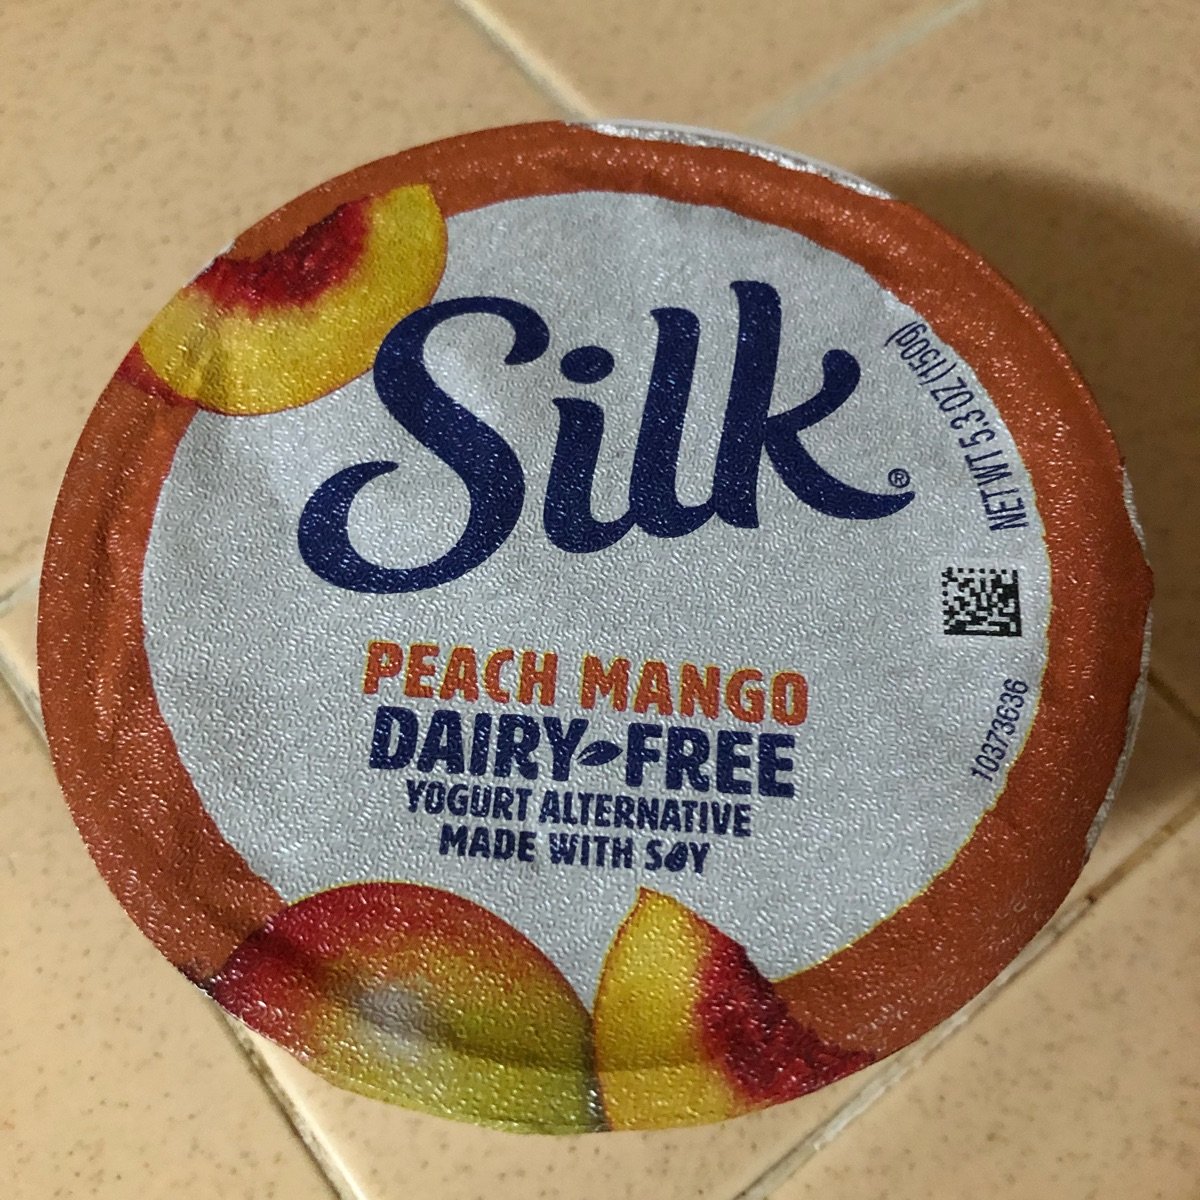 Silk®
NET WT 5.3 OZ (150g)
PEACH MANGO
DAIRY-FREE
YOGURT ALTERNATIVE
MADE WITH SOY
10373636